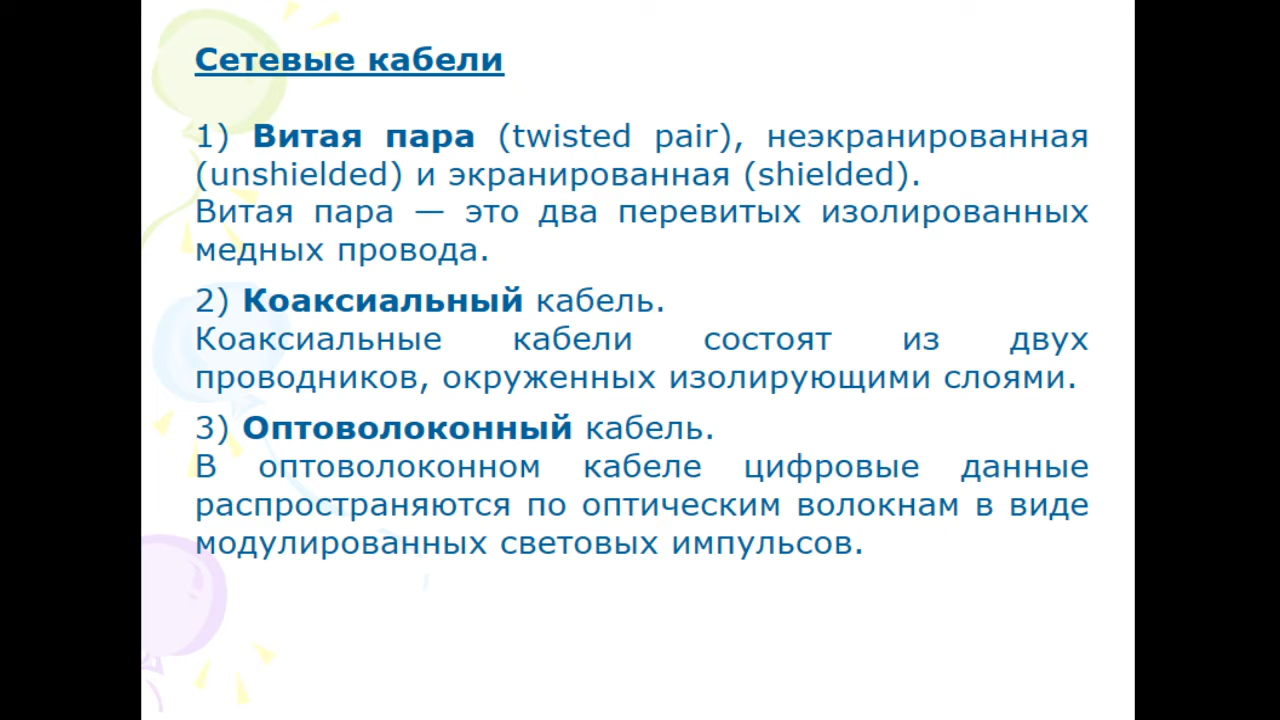 Сетевые кабели
1) Витая пара (twisted pair), неэкранированная
(unshielded) и экранированная (shielded).
Витая пара — это два перевитых изолированных
медных провода.
2) Коаксиальный кабель.
Коаксиальные кабели состоят из двух
проводников, окруженных изолирующими слоями.
3) Оптоволоконный кабель.
В оптоволоконном кабеле цифровые данные
распространяются по оптическим волокнам в виде
модулированных световых импульсов.